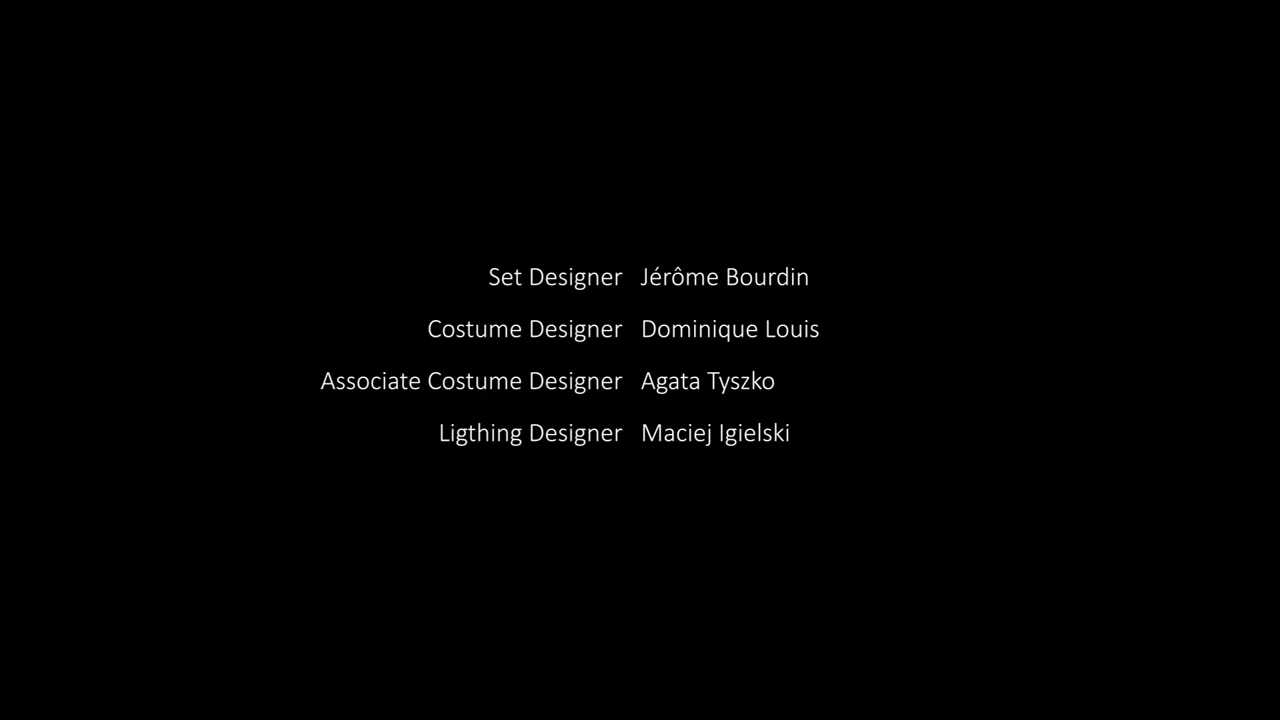 Set Designer Jérôme Bourdin
Costume Designer Dominique Louis
Associate Costume Designer Agata Tyszko
Ligthing Designer Maciej Igielski